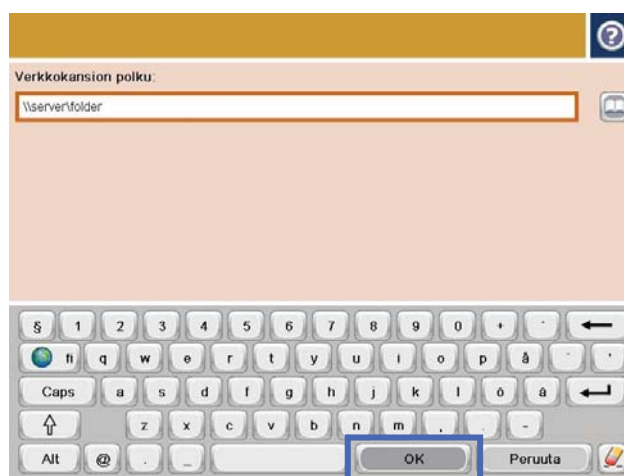 ?
Verkkokansion polku:
\\server\folder
§ 1 2 3 4 5 6 7 8 9 0 + ´
fi q w e r t y u i o p å ¨ '
Caps a s d f g h j k l ö ä
z x c v b n m , . -
Alt @ . _ OK Peruuta